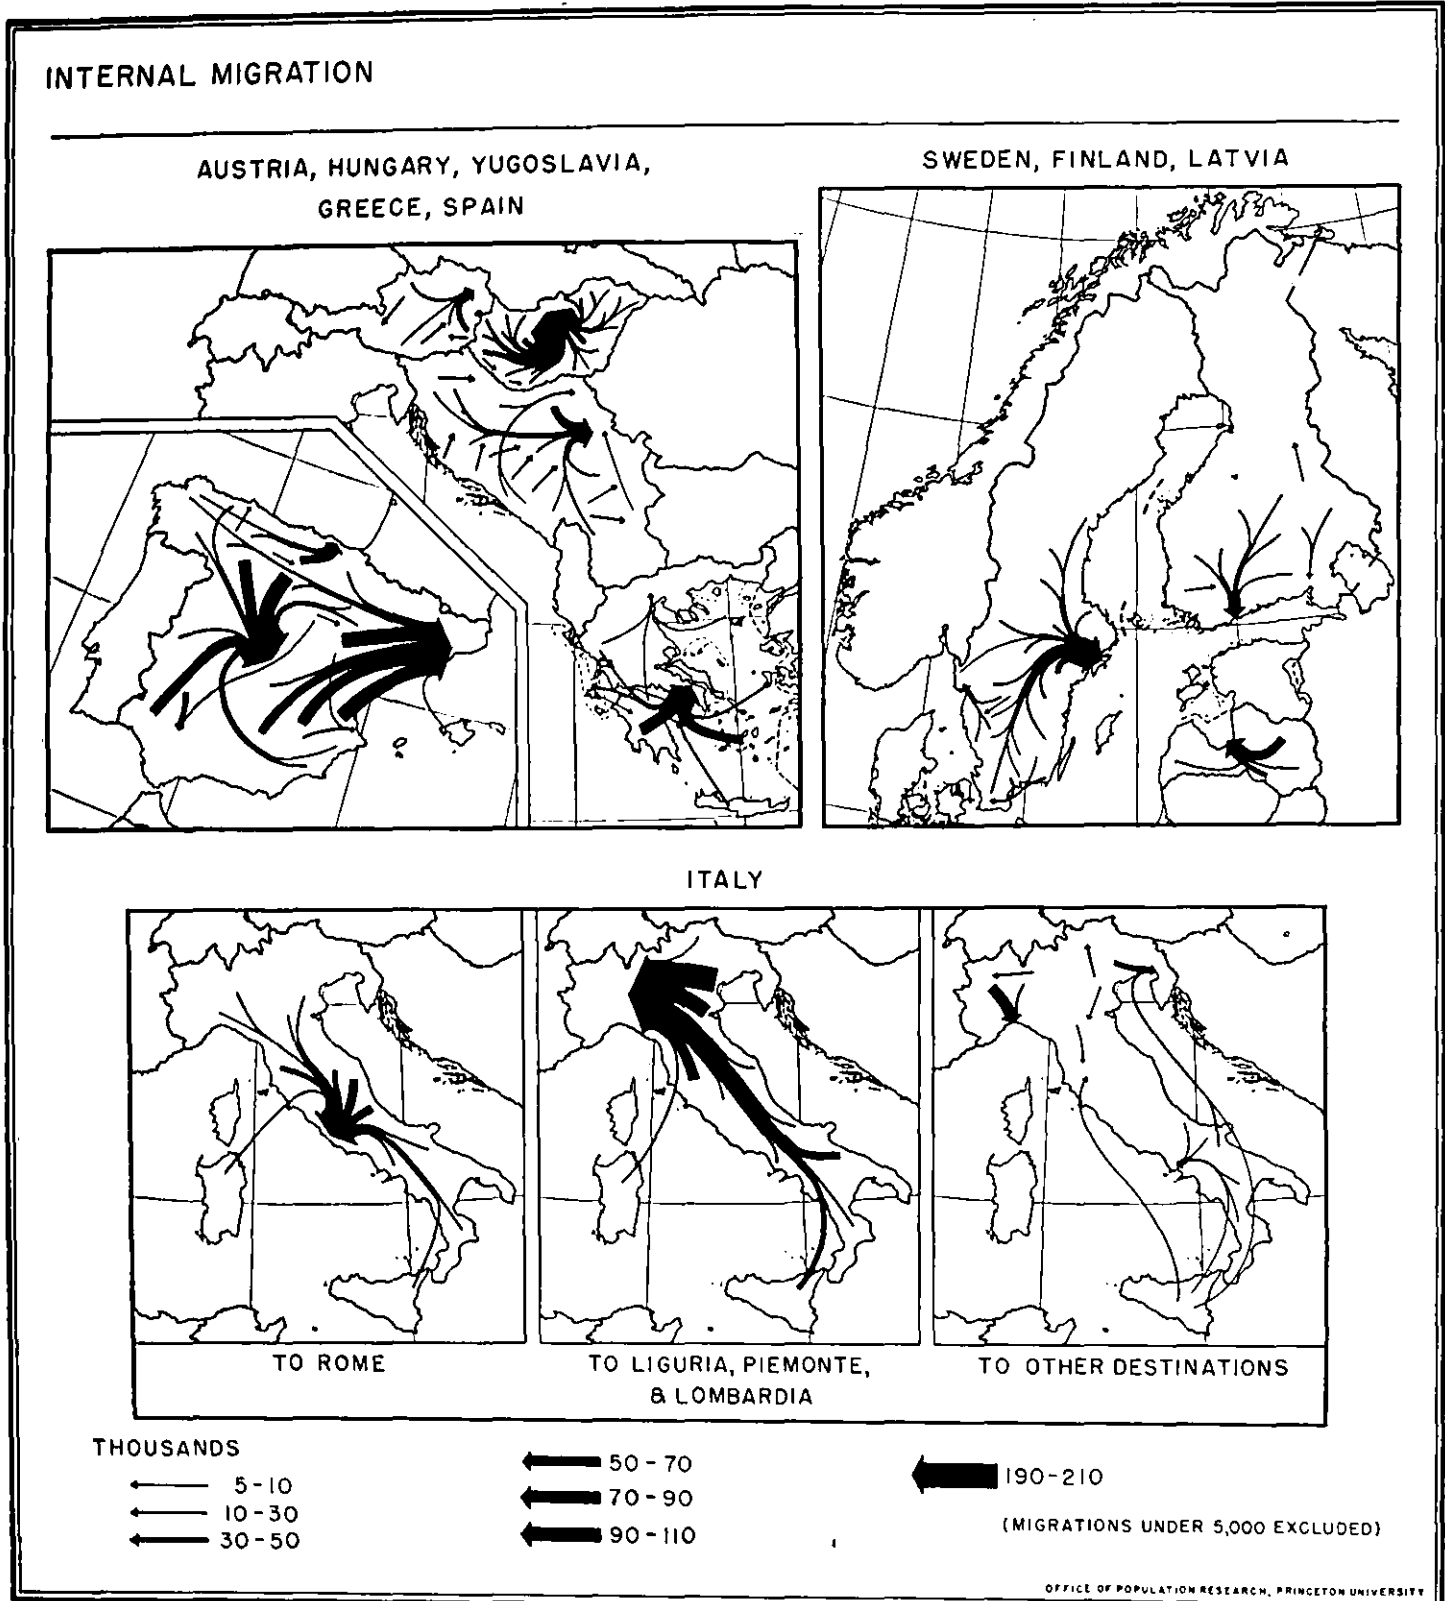 INTERNAL MIGRATION
AUSTRIA, HUNGARY, YUGOSLAVIA,
GREECE, SPAIN
SWEDEN, FINLAND, LATVIA
ITALY
TO ROME
TO LIGURIA, PIEMONTE,
& LOMBARDIA
TO OTHER DESTINATIONS
THOUSANDS
5-10
10-30
30-50
50-70
70-90
90-110
190-210
(MIGRATIONS UNDER 5,000 EXCLUDED)
OFFICE OF POPULATION RESEARCH, PRINCETON UNIVERSITY